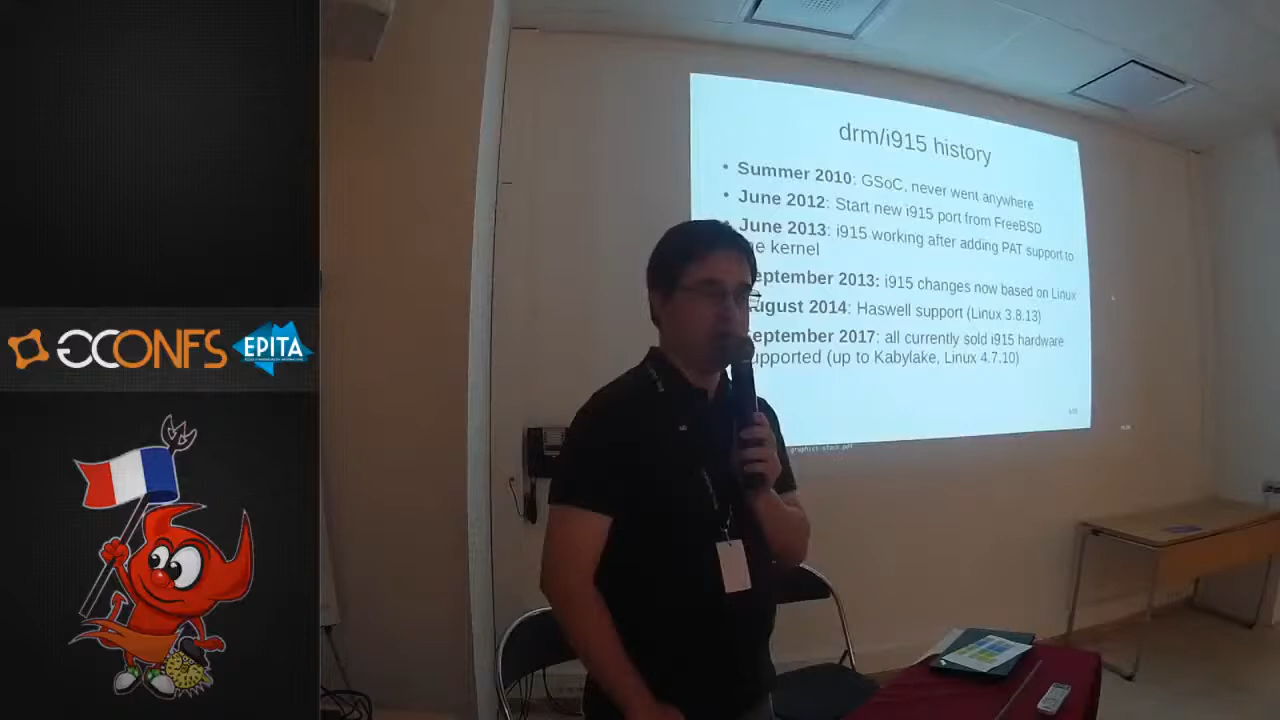 GCONFS
EPITA
drm/i915 history
• Summer 2010: GSoC, never went anywhere
• June 2012: Start new i915 port from FreeBSD
June 2013: i915 working after adding PAT support to
he kernel
eptember 2013: i915 changes now based on Linux
ugust 2014: Haswell support (Linux 3.8.13)
eptember 2017: all currently sold i915 hardware
upported (up to Kabylake, Linux 4.7.10)